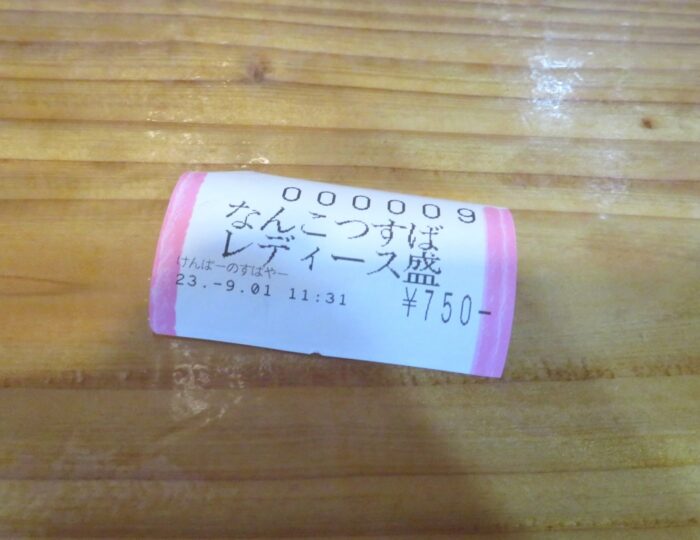 000009
なんこつすば
レディース盛
けんぱーのすばやー
23.-9.01 11:31 ¥750-